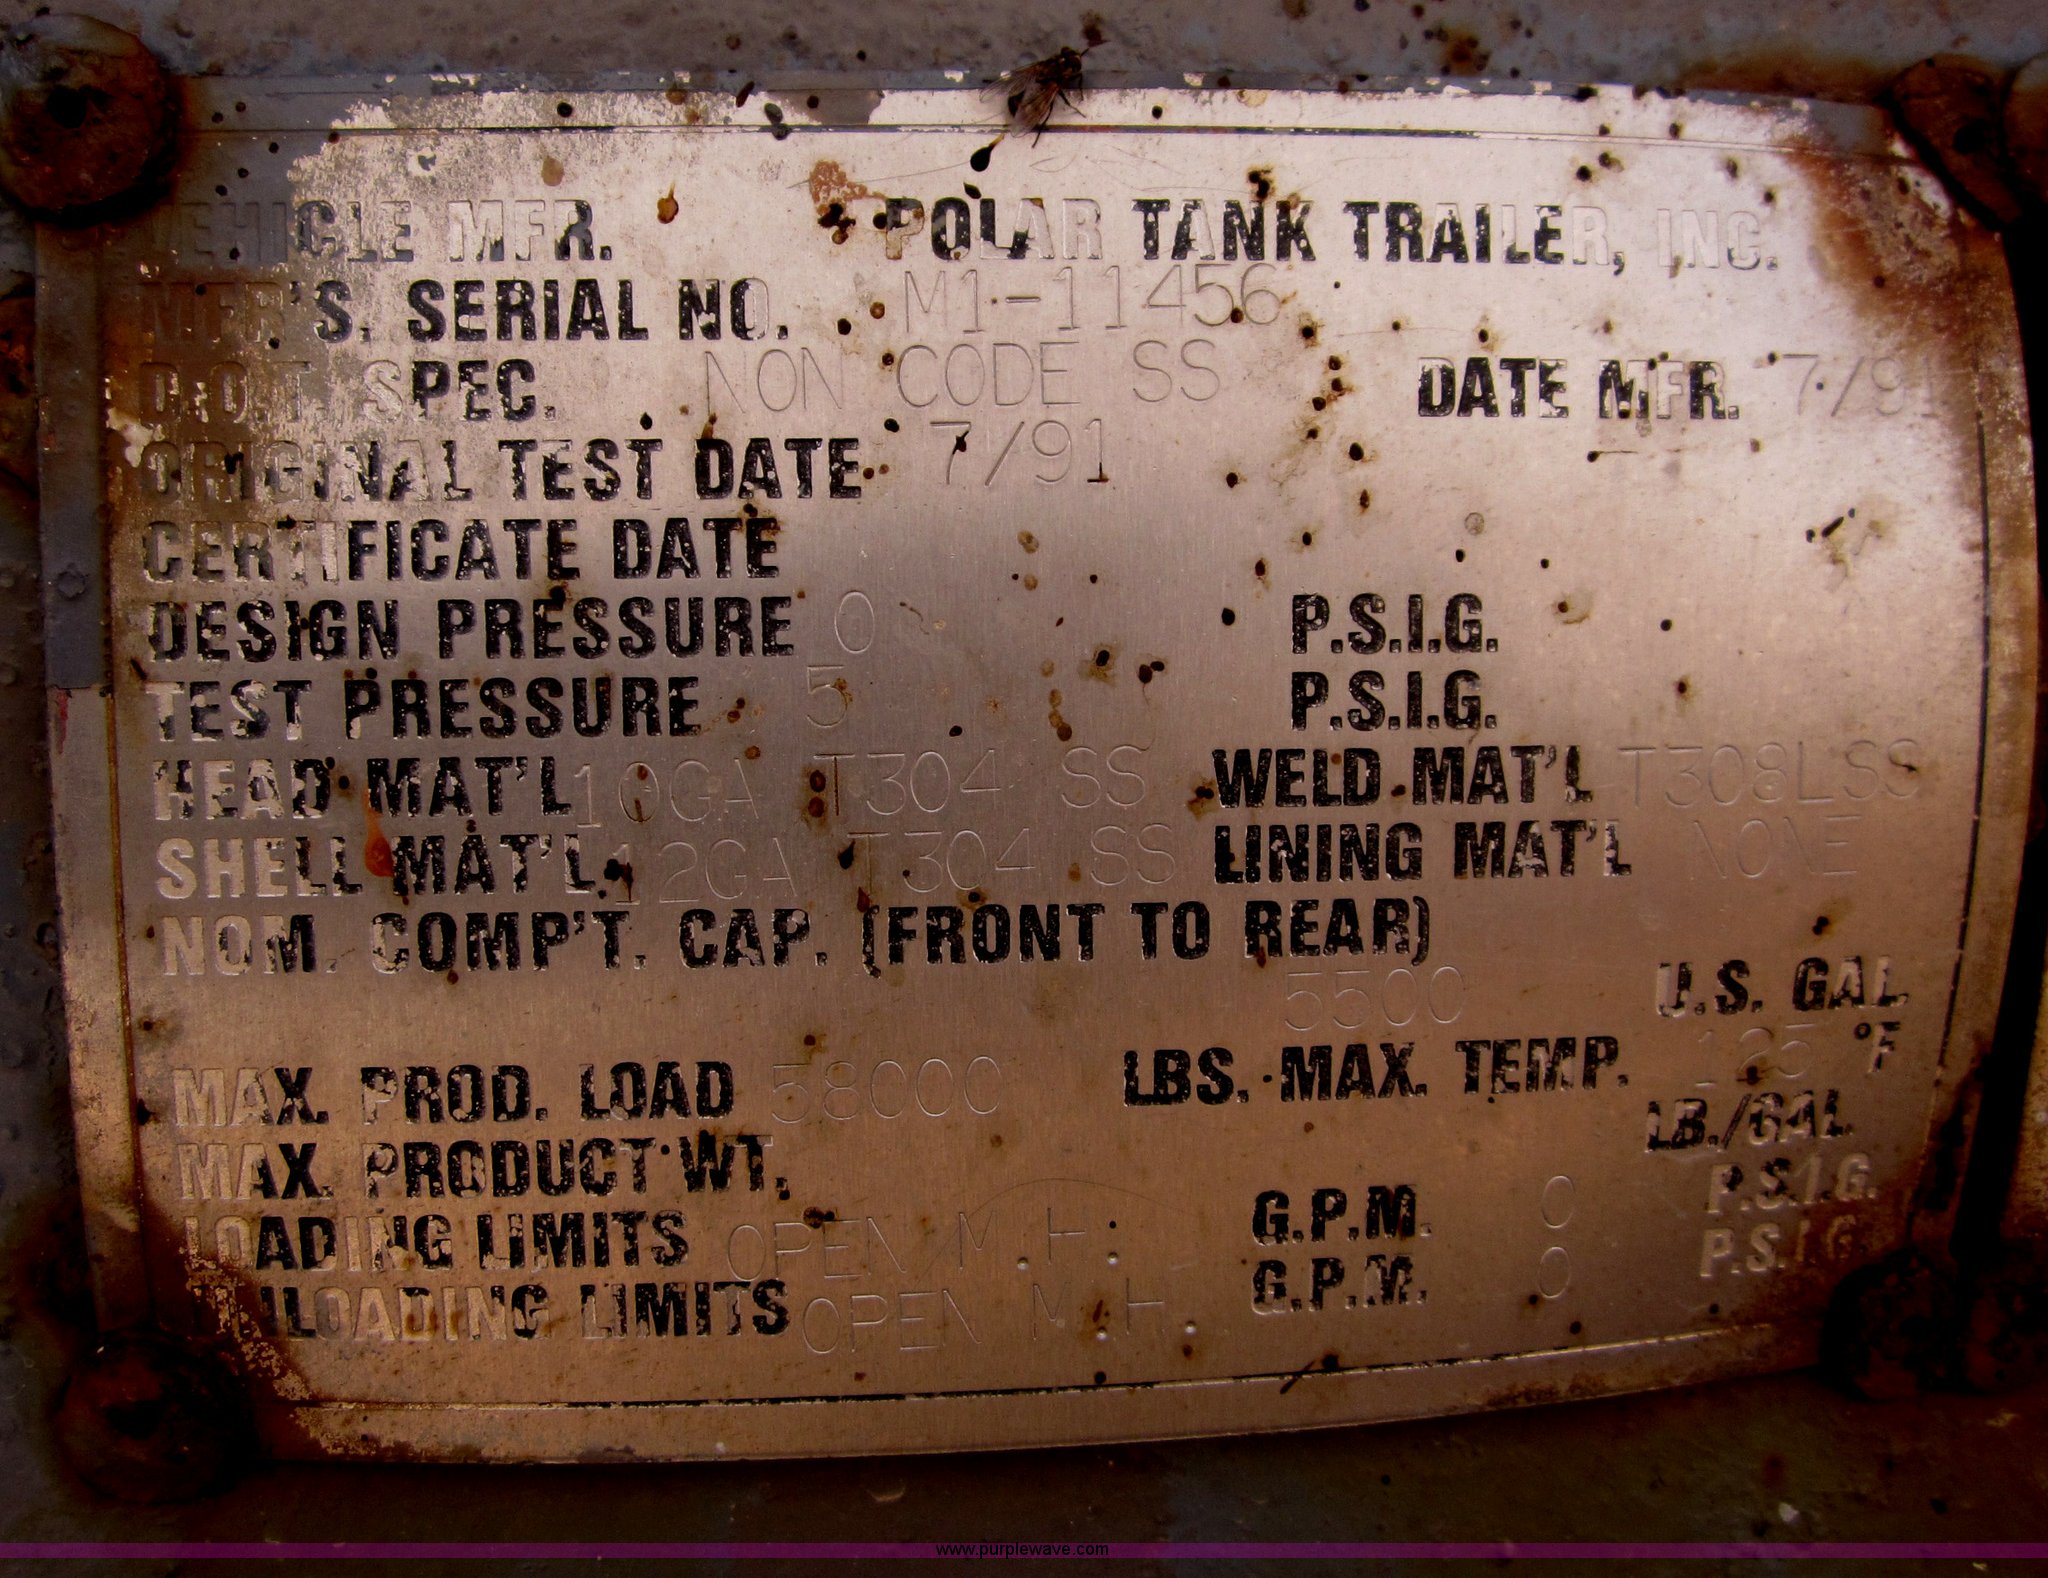 VEHICLE MFR. POLAR TANK TRAILER, INC.
MFR'S. SERIAL NO. M1-11456
D.O.T. SPEC. NON CODE SS DATE MFR. 7/91
ORIGINAL TEST DATE 7/91
CERTIFICATE DATE
DESIGN PRESSURE 0 P.S.I.G.
TEST PRESSURE 5 P.S.I.G.
HEAD MAT'L 10GA T304 SS WELD MAT'L T308LSS
SHELL MAT'L 12GA T304 SS LINING MAT'L NONE
NOM. COMP'T. CAP. (FRONT TO REAR)
5500 U.S. GAL.
MAX. PROD. LOAD 58000 LBS. MAX. TEMP. 125 °F
MAX. PRODUCT WT. LB./GAL.
LOADING LIMITS OPEN M.H. G.P.M. 0 P.S.I.G.
UNLOADING LIMITS OPEN M.H. G.P.M. 0 P.S.I.G.
www.purplewave.com